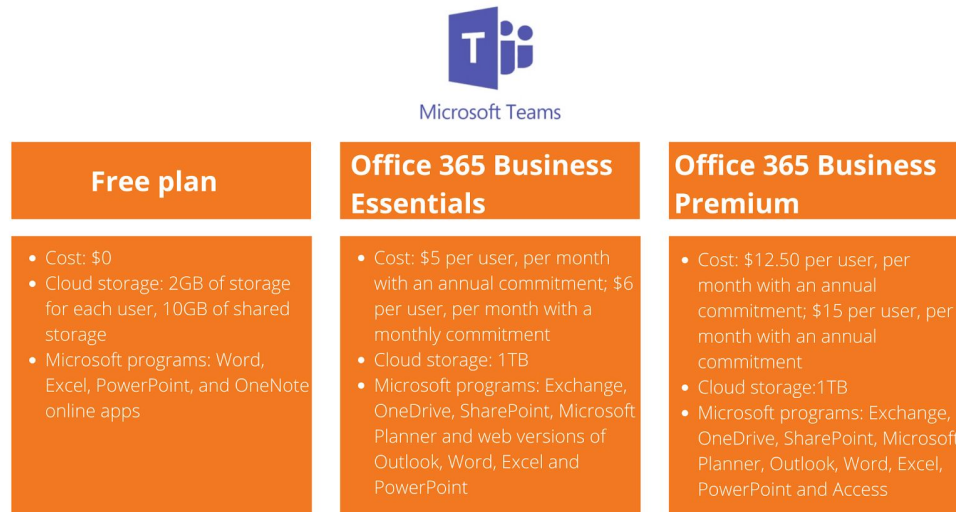 T
Microsoft Teams
Free plan
• Cost: $0
• Cloud storage: 2GB of storage
for each user, 10GB of shared
storage
• Microsoft programs: Word,
Excel, PowerPoint, and OneNote
online apps
Office 365 Business
Essentials
• Cost: $5 per user, per month
with an annual commitment; $6
per user, per month with a
monthly commitment
• Cloud storage: 1TB
• Microsoft programs: Exchange,
OneDrive, SharePoint, Microsoft
Planner and web versions of
Outlook, Word, Excel and
PowerPoint
Office 365 Business
Premium
• Cost: $12.50 per user, per
month with an annual
commitment; $15 per user, per
month with an annual
commitment
• Cloud storage:1TB
• Microsoft programs: Exchange,
OneDrive, SharePoint, Microsoft
Planner, Outlook, Word, Excel,
PowerPoint and Access